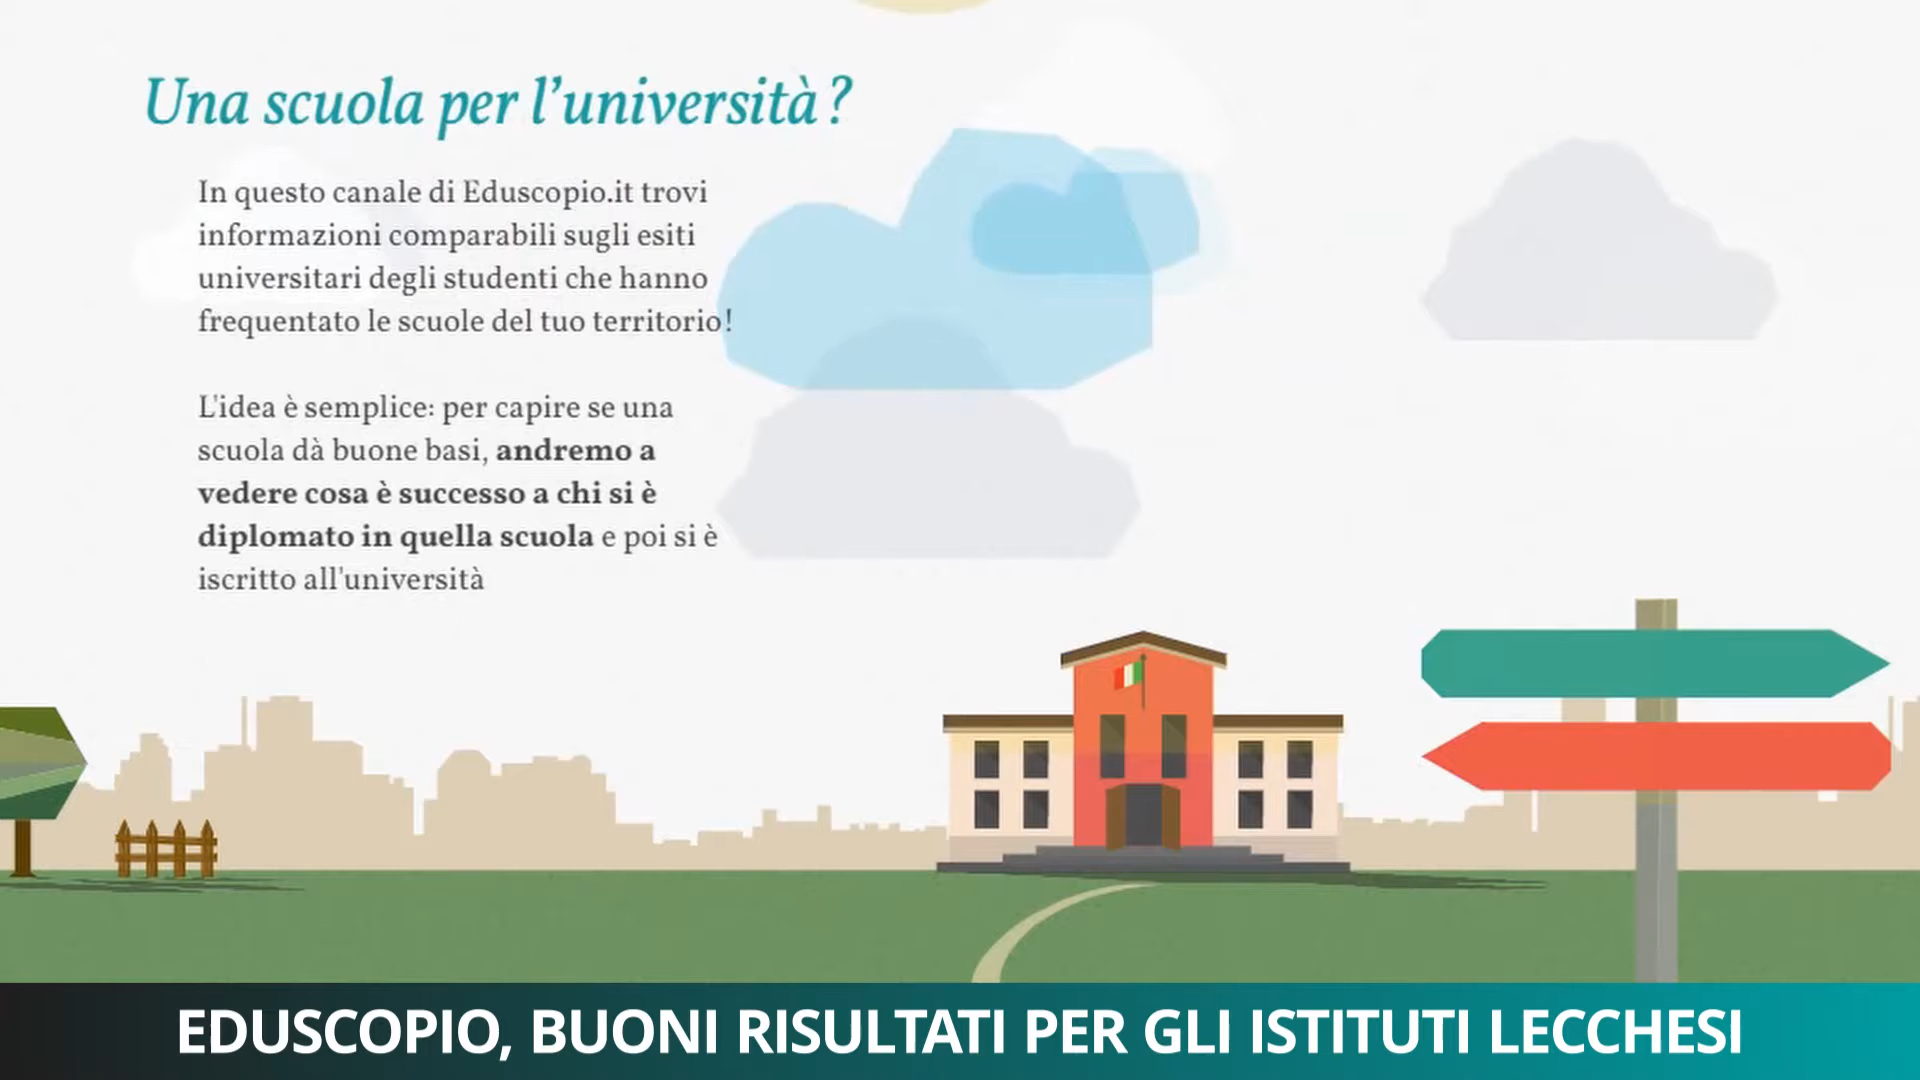 Una scuola per l’università?
In questo canale di Eduscopio.it trovi
informazioni comparabili sugli esiti
universitari degli studenti che hanno
frequentato le scuole del tuo territorio!
L'idea è semplice: per capire se una
scuola dà buone basi, andremo a
vedere cosa è successo a chi si è
diplomato in quella scuola e poi si è
iscritto all'università
EDUSCOPIO, BUONI RISULTATI PER GLI ISTITUTI LECCHESI